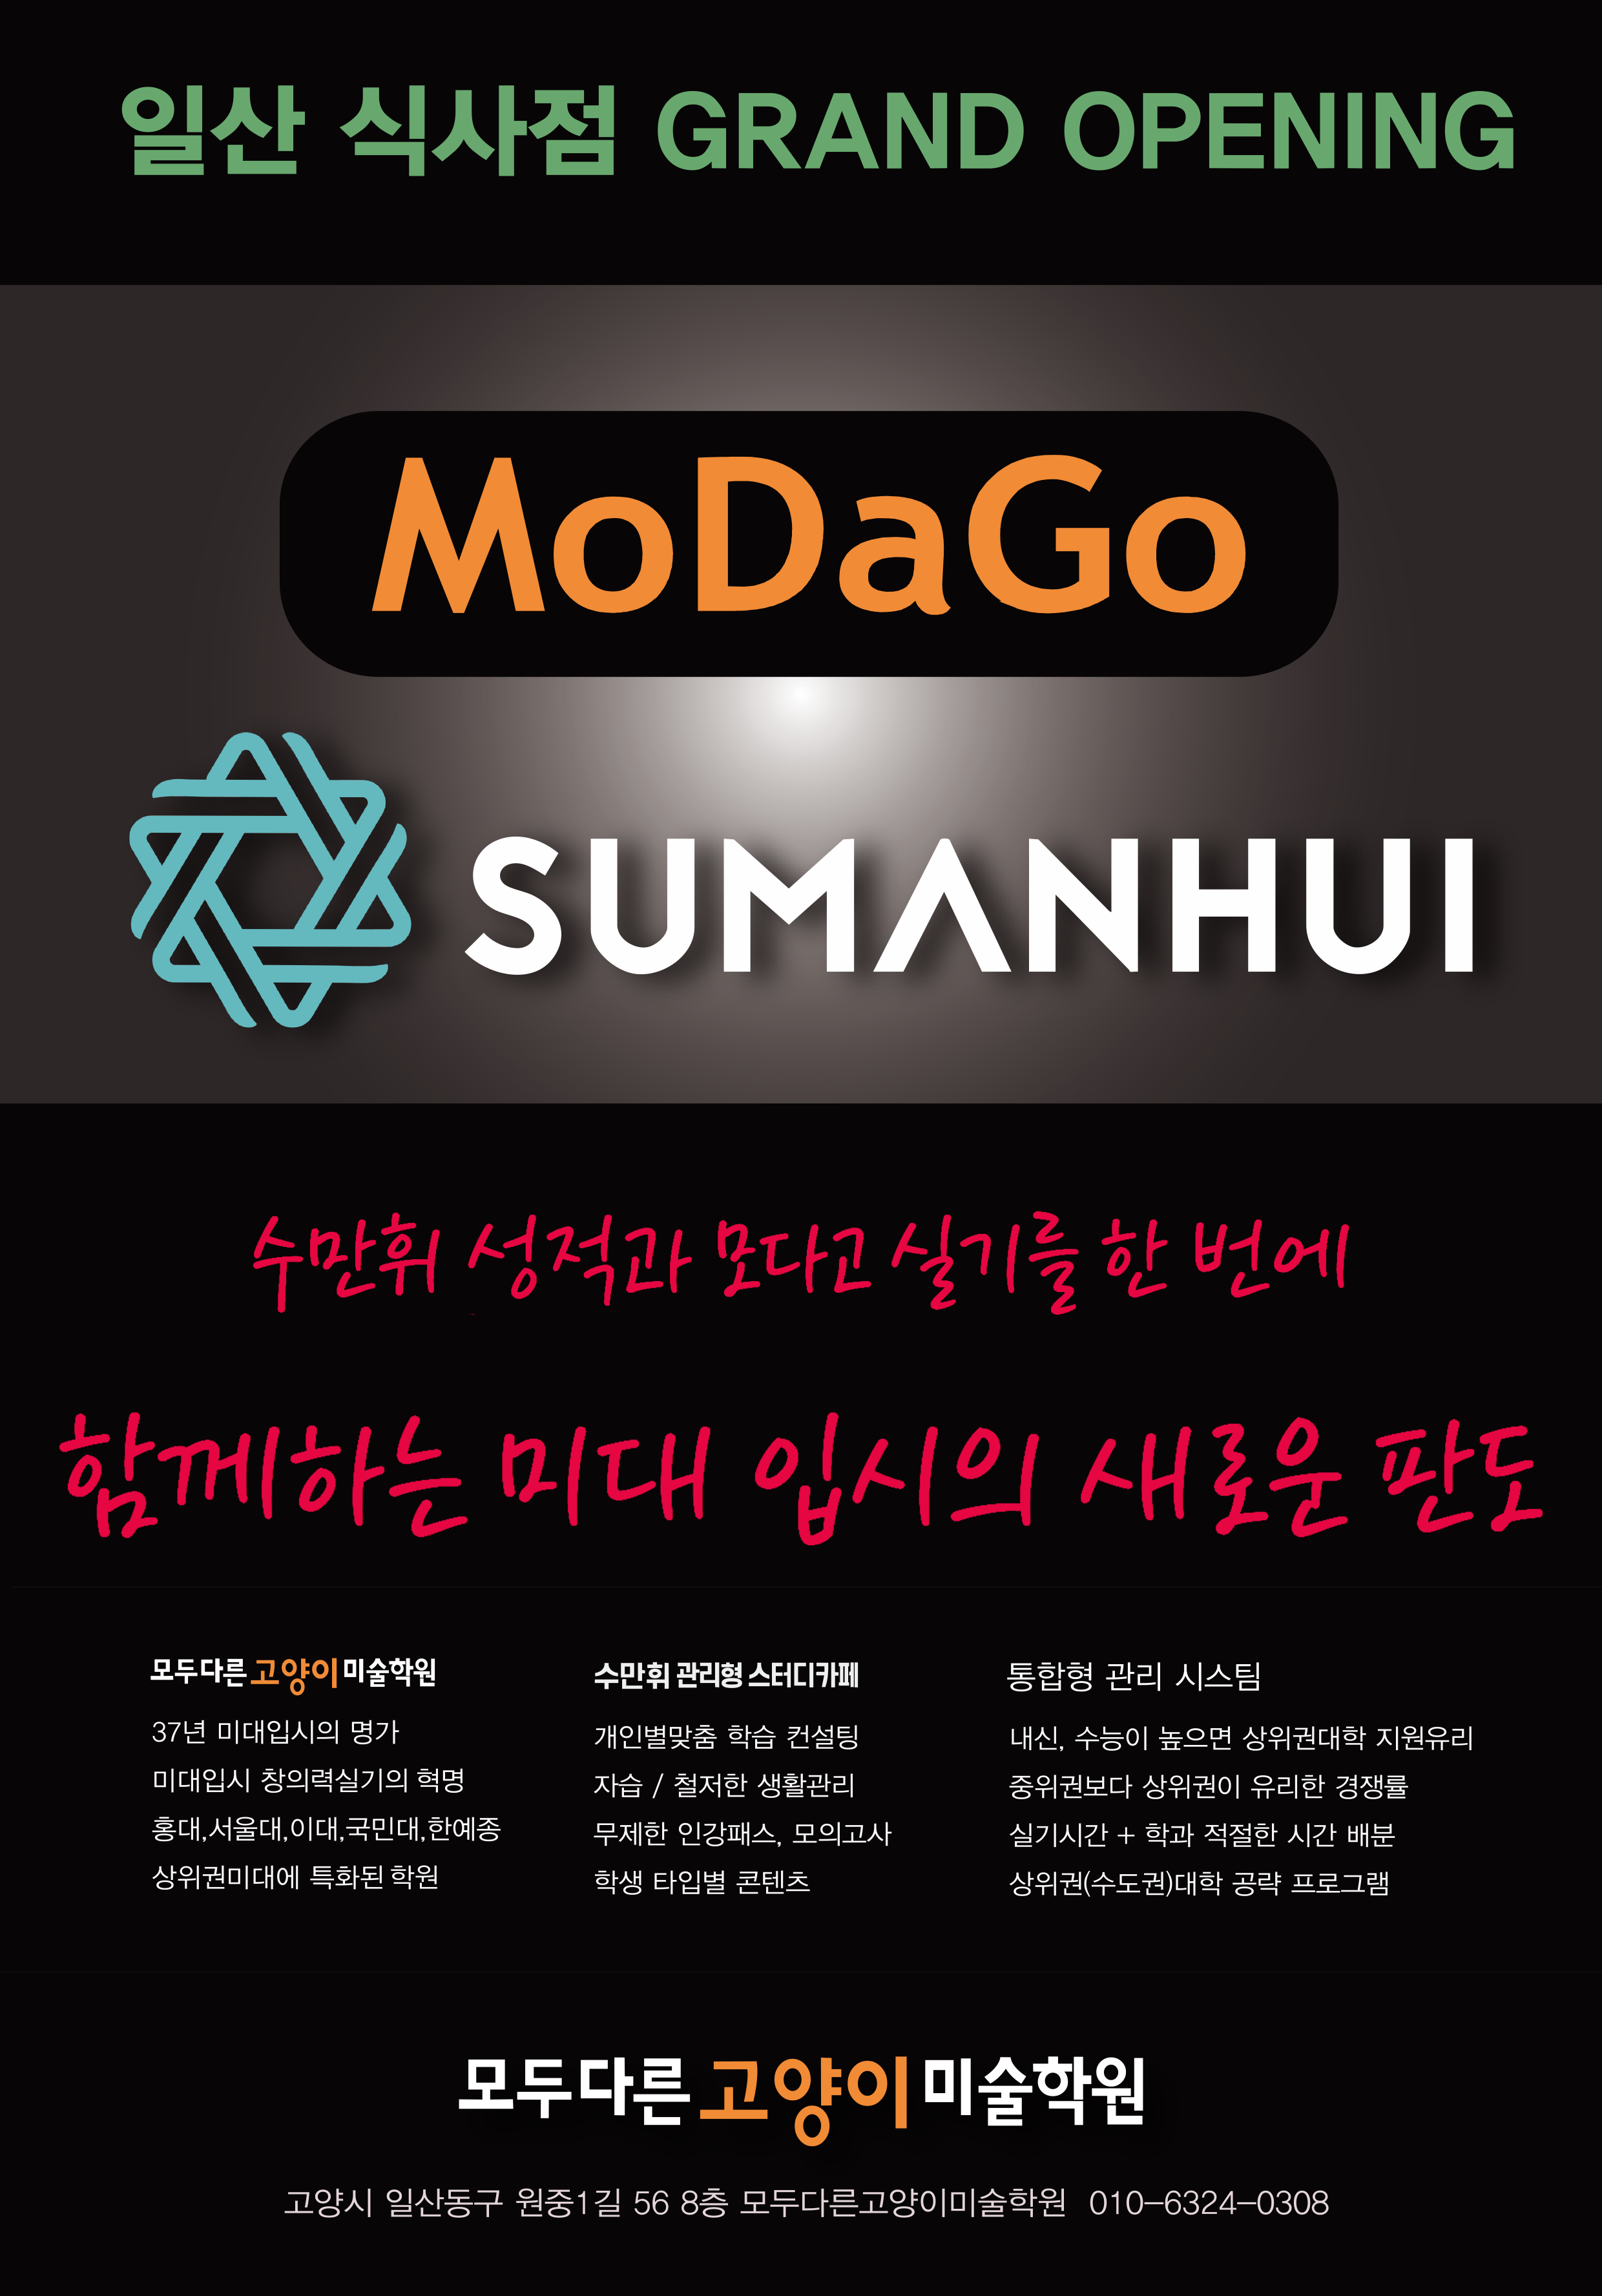 일산 식사점 GRAND OPENING
MoDaGo
SUMANHUI
수만휘 성적과 모다고 실기를 한 번에
함께하는 미대 입시의 새로운 판도
모두다른고양이미술학원
37년 미대입시의 명가
미대입시 창의력실기의 혁명
홍대,서울대,이대,국민대,한예종
상위권미대에 특화된 학원
수만휘 관리형 스터디카페
개인별맞춤 학습 컨설팅
자습 / 철저한 생활관리
무제한 인강패스, 모의고사
학생 타입별 콘텐츠
통합형 관리 시스팀
내신, 수능이 높으면 상위권대학 지원유리
중위권보다 상위권이 유리한 경쟁률
실기시간 + 학과 적절한 시간 배분
상위권(수도권)대학 공략 프로그램
모두다른고양이미술학원
고양시 일산동구 원중1길 56 8층 모두다른고양이미술학원 010-6324-0308